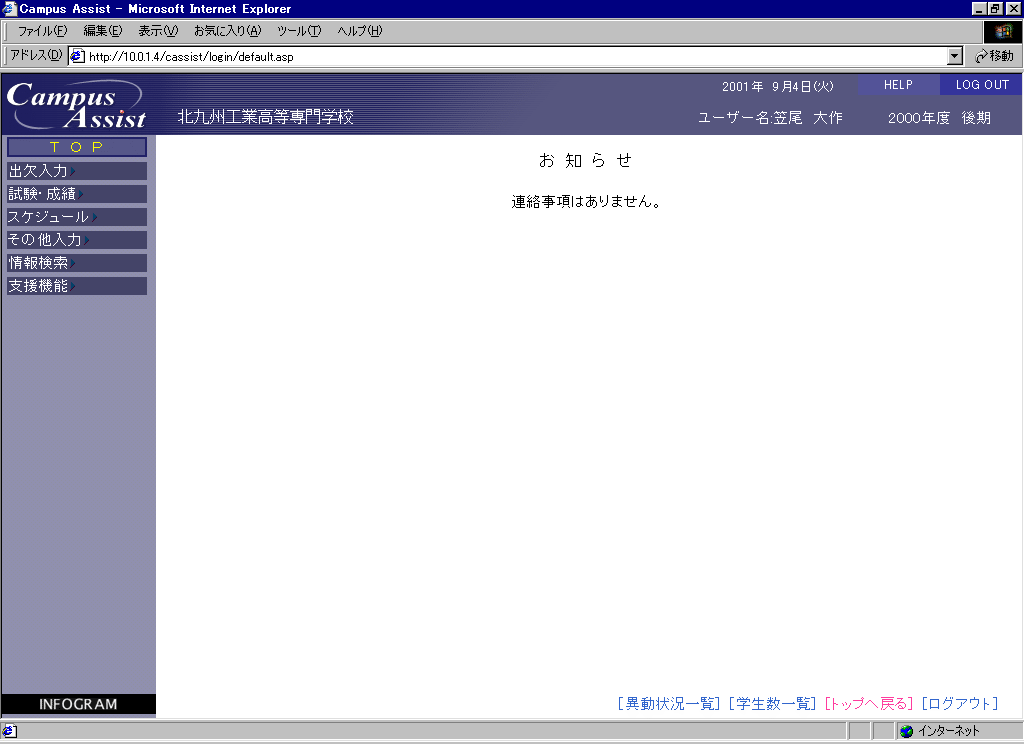 Campus Assist - Microsoft Internet Explorer
ファイル(F) 編集(E) 表示(V) お気に入り(A) ツール(T) ヘルプ(H)
アドレス(D) http://10.0.1.4/cassist/login/default.asp 移動
2001年 9月4日(火) HELP LOG OUT
Campus Assist 北九州工業高等専門学校 ユーザー名:笠尾 大作 2000年度 後期
TOP
出欠入力
試験・成績
スケジュール
その他入力
情報検索
支援機能
お知らせ
連絡事項はありません。
INFOGRAM
[異動状況一覧] [学生数一覧] [トップへ戻る] [ログアウト]
インターネット